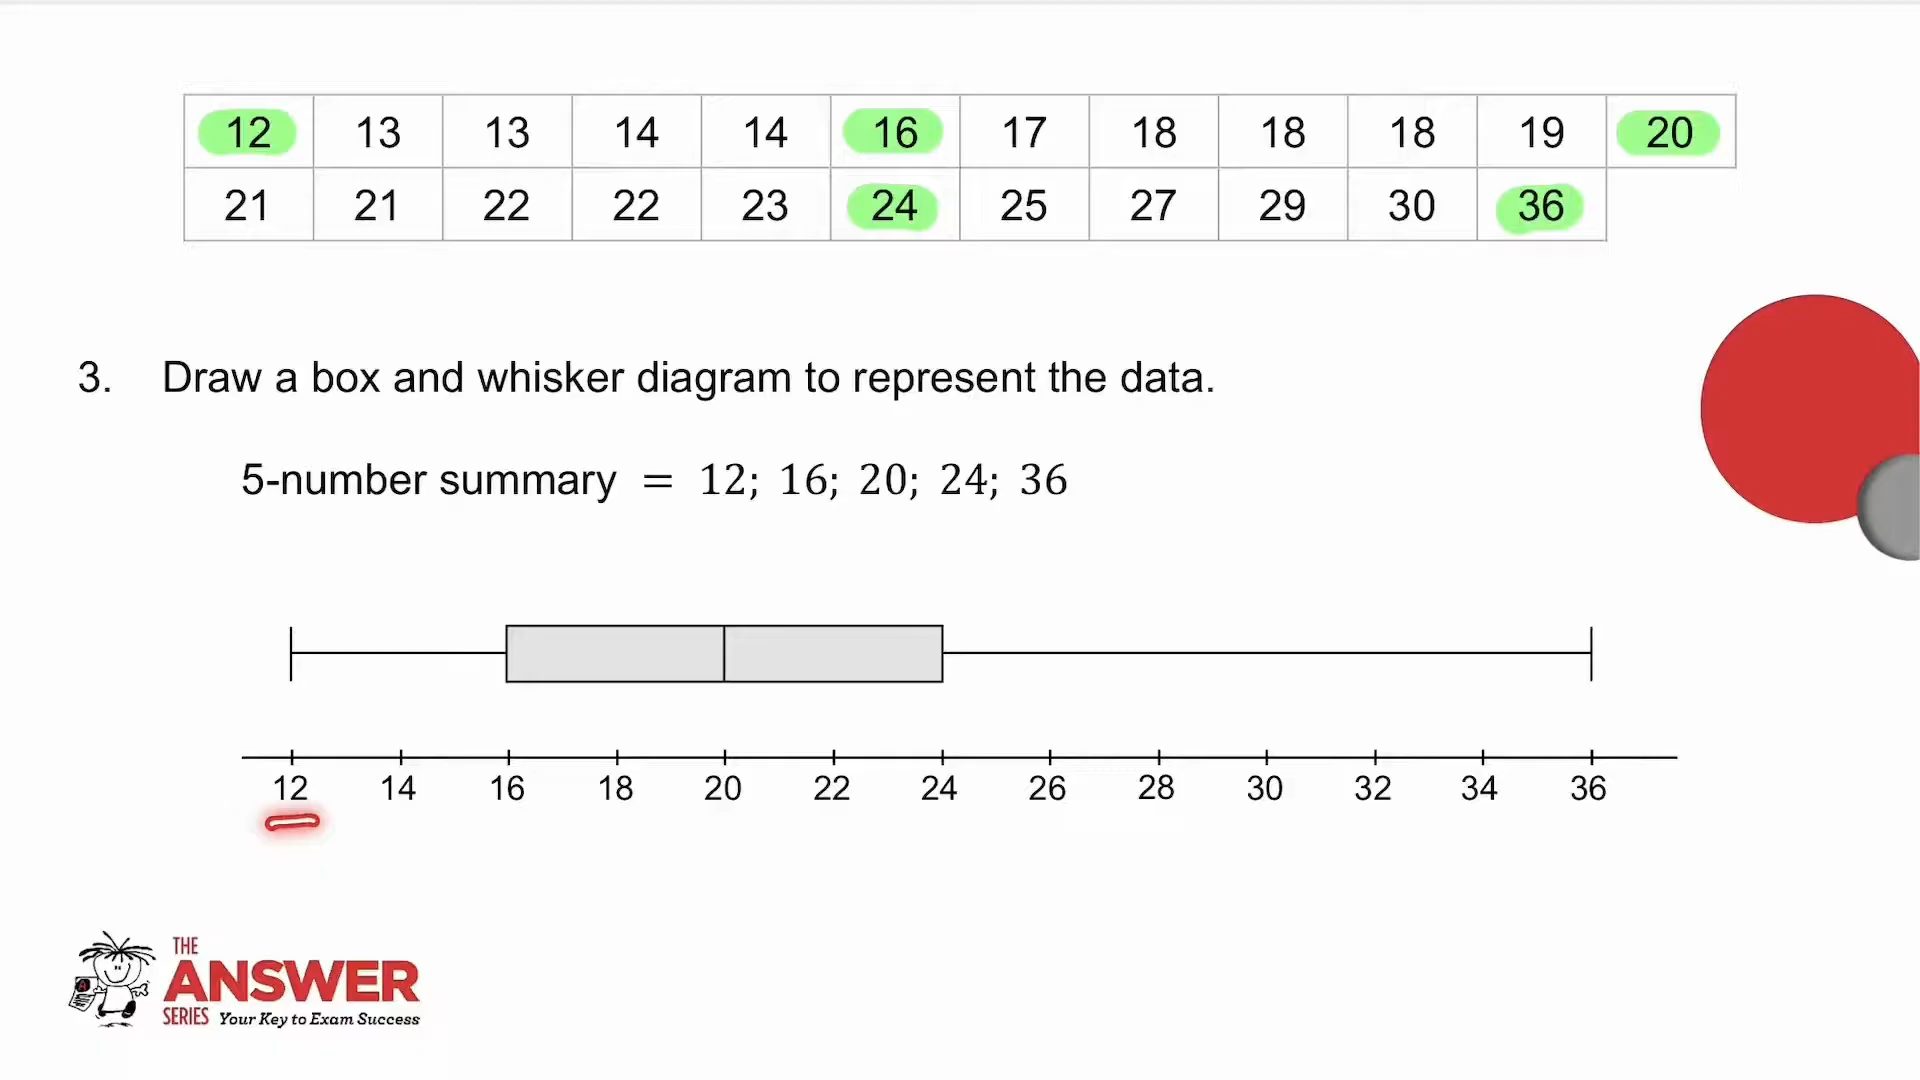 12 13 13 14 14 16 17 18 18 18 19 20
21 21 22 22 23 24 25 27 29 30 36
3. Draw a box and whisker diagram to represent the data.
5-number summary = 12; 16; 20; 24; 36
12 14 16 18 20 22 24 26 28 30 32 34 36
THE
ANSWER
SERIES Your Key to Exam Success